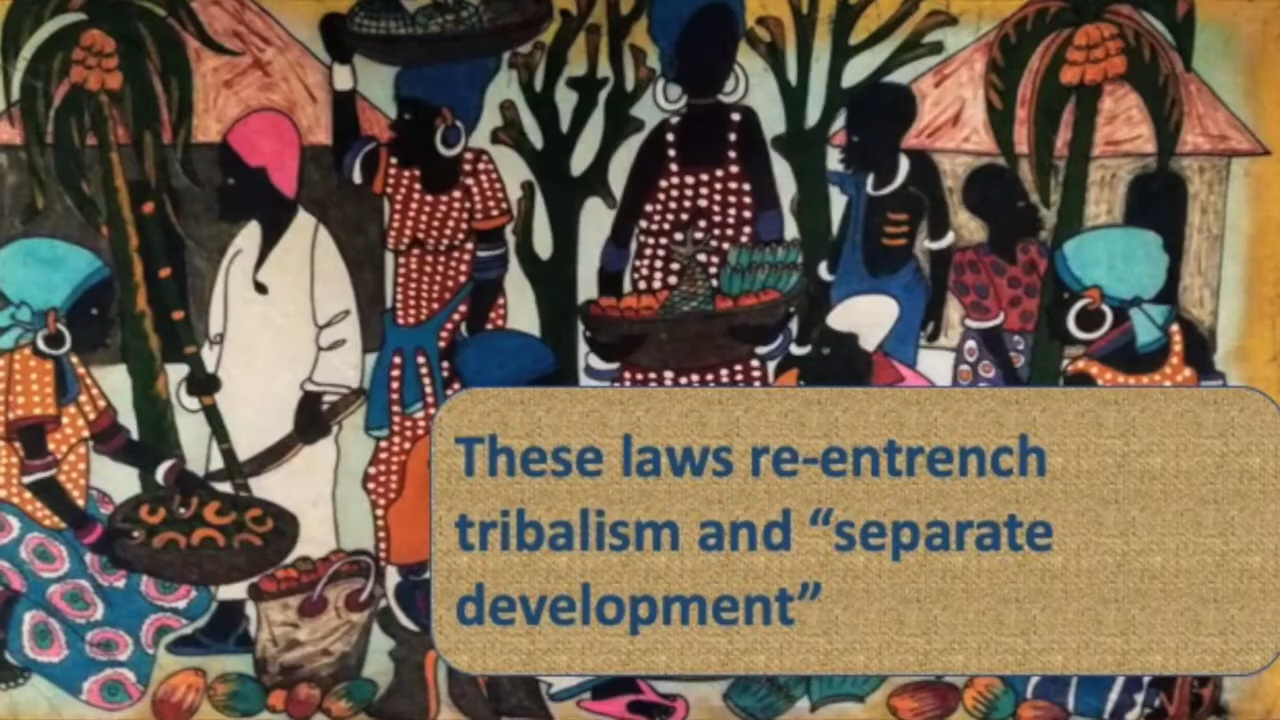 These laws re-entrench
tribalism and “separate
development”